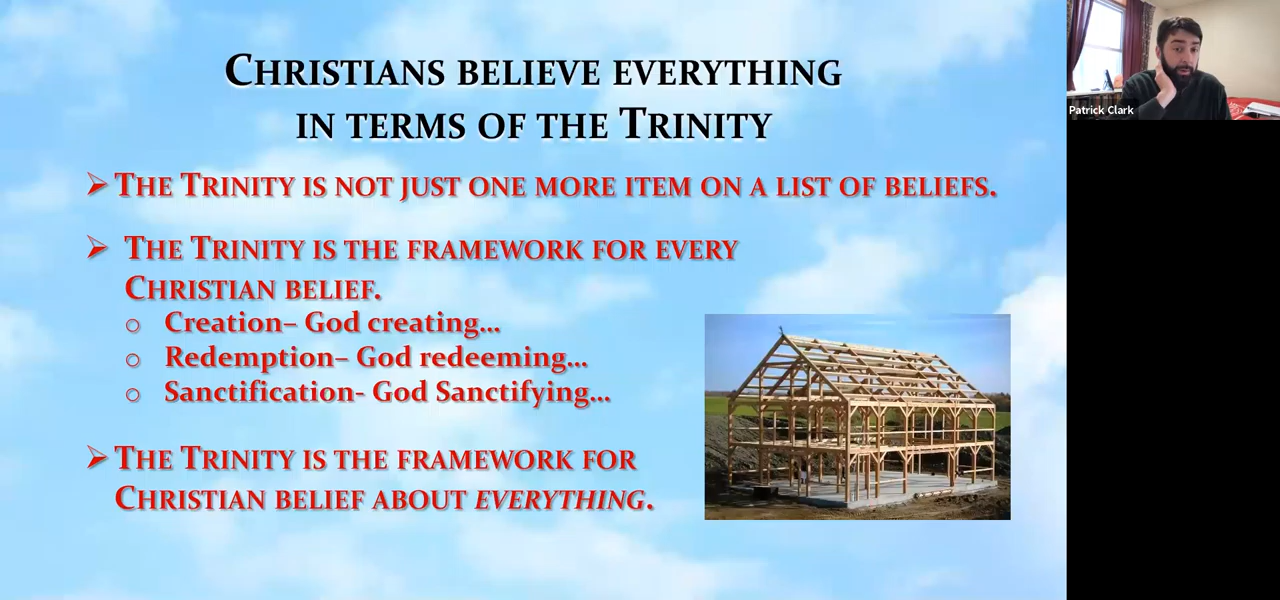 CHRISTIANS BELIEVE EVERYTHING
IN TERMS OF THE TRINITY
THE TRINITY IS NOT JUST ONE MORE ITEM ON A LIST OF BELIEFS.
THE TRINITY IS THE FRAMEWORK FOR EVERY
CHRISTIAN BELIEF.
Creation– God creating...
Redemption– God redeeming...
Sanctification- God Sanctifying...
THE TRINITY IS THE FRAMEWORK FOR
CHRISTIAN BELIEF ABOUT EVERYTHING.
Patrick Clark